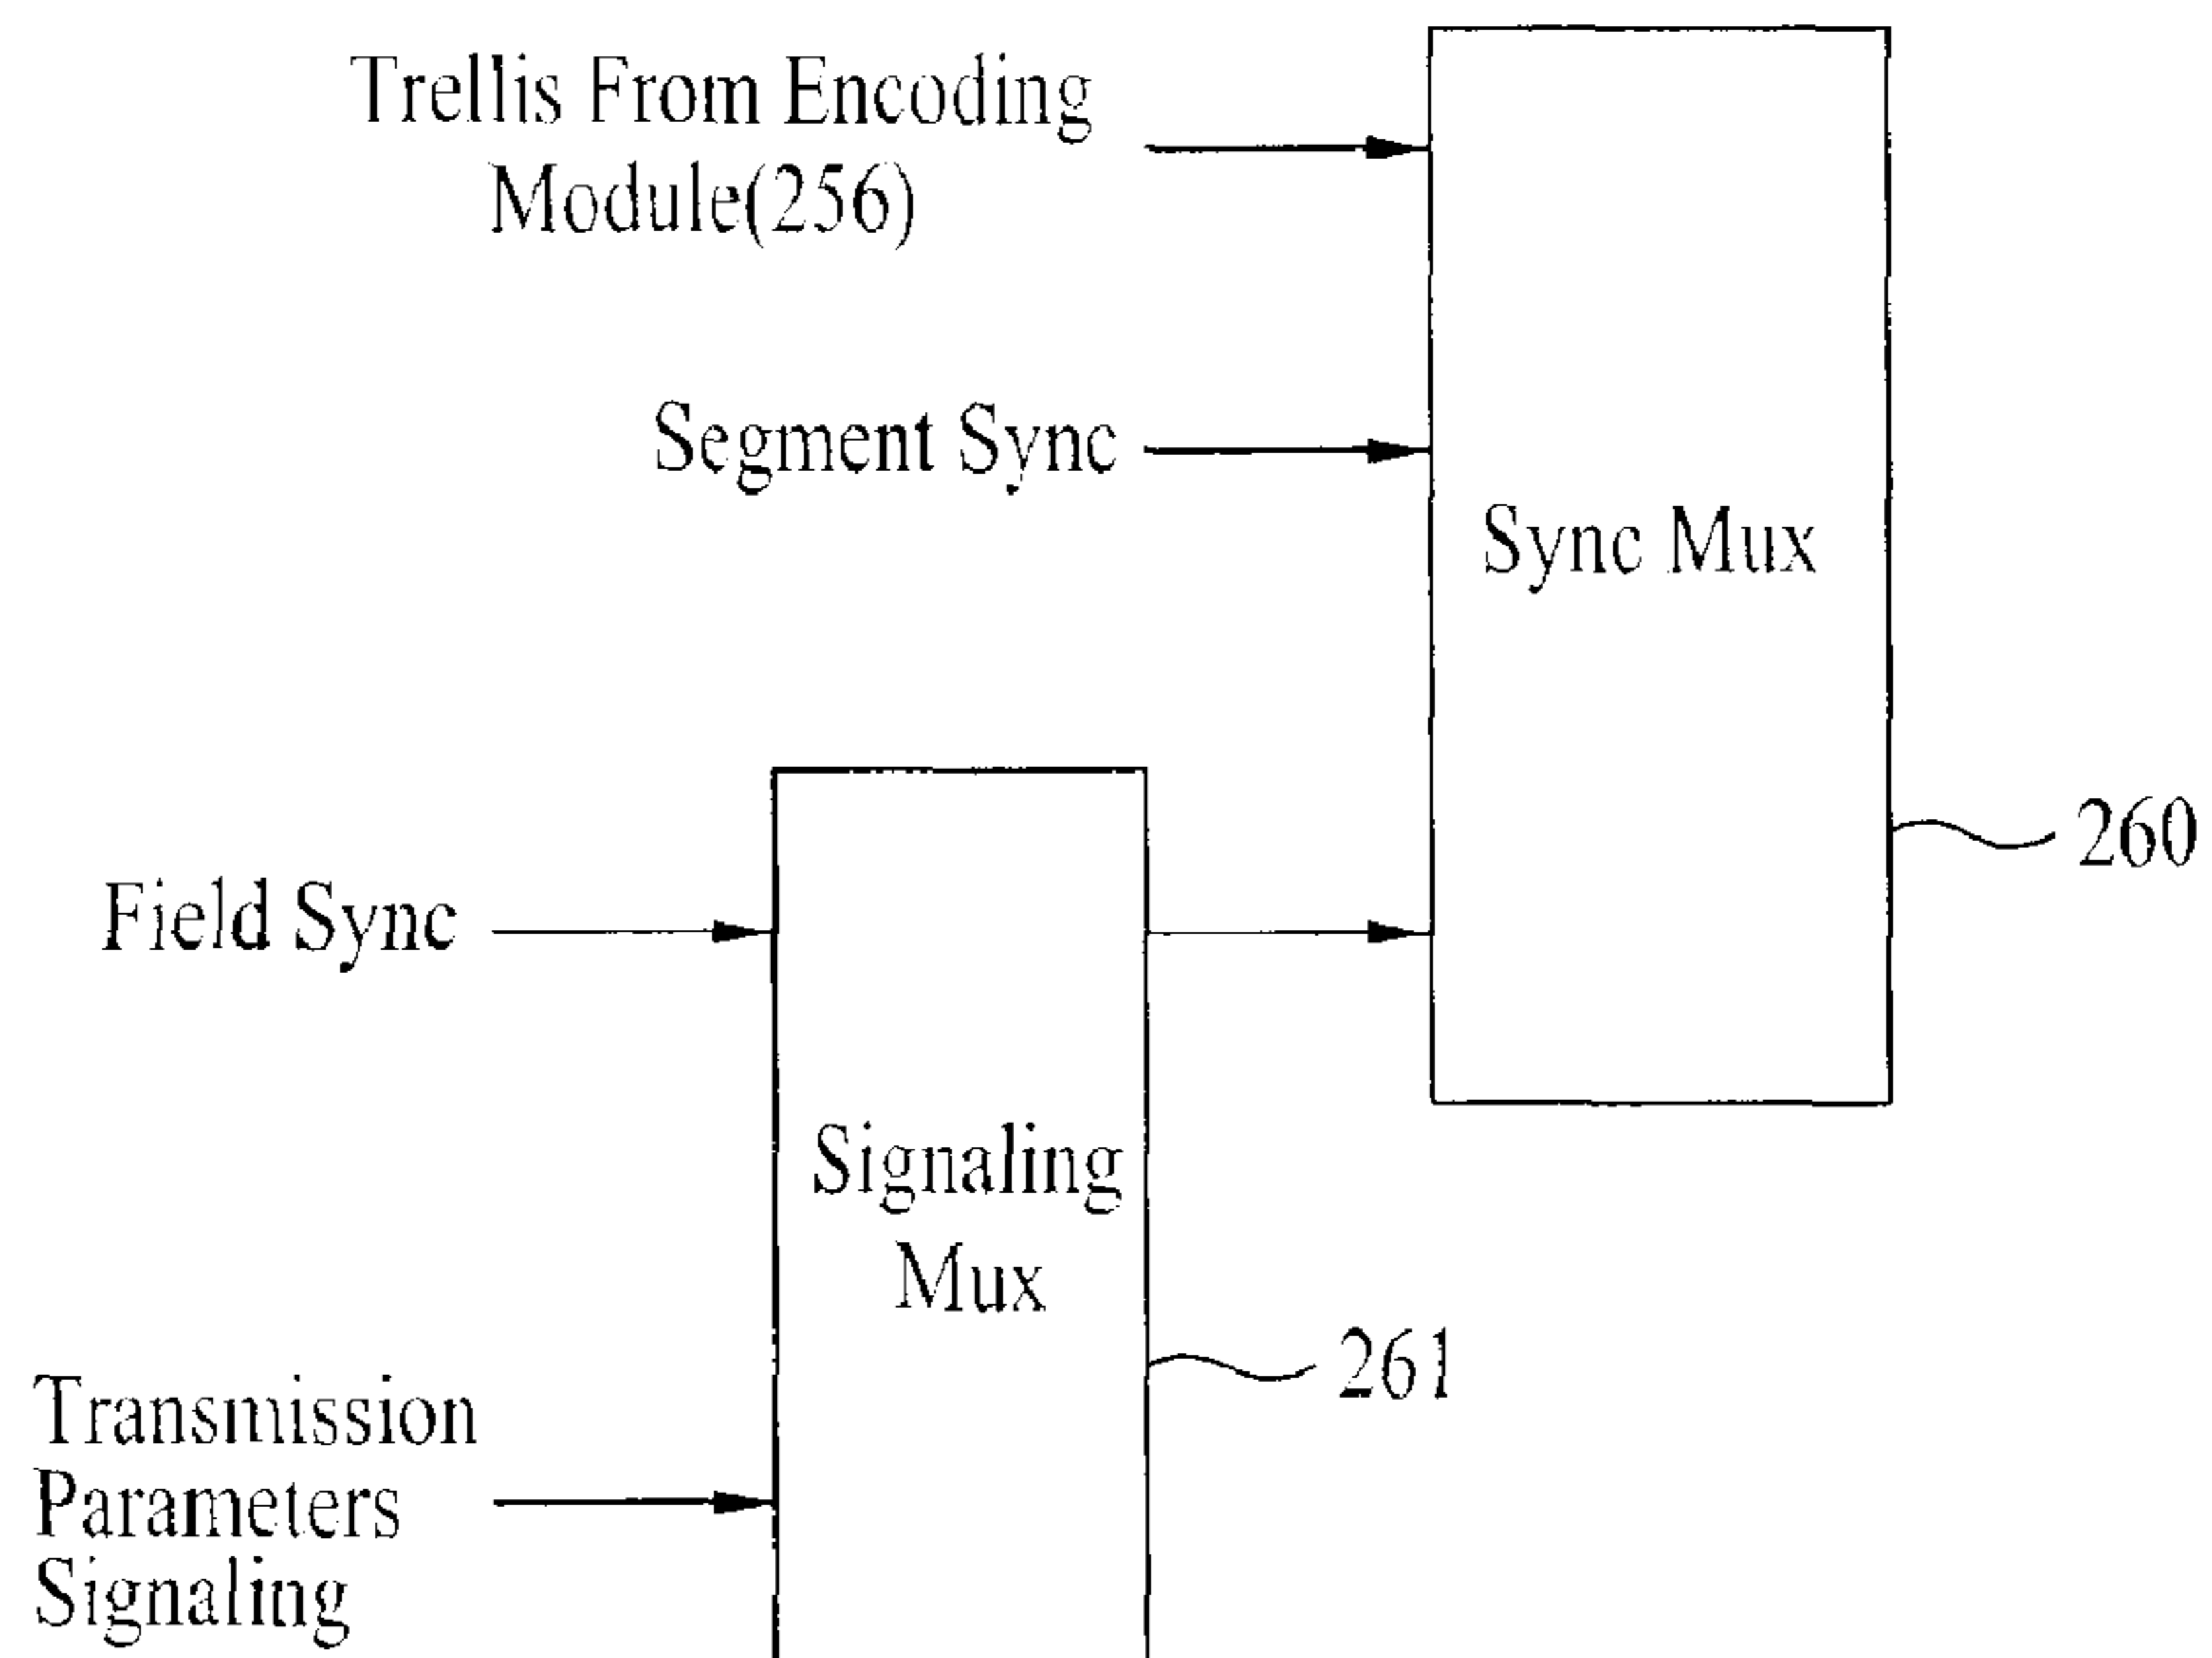 Trellis From Encoding
Module(256)
Segment Sync
Sync Mux
260
Field Sync
Signaling
Mux
261
Transmission
Parameters
Signaling